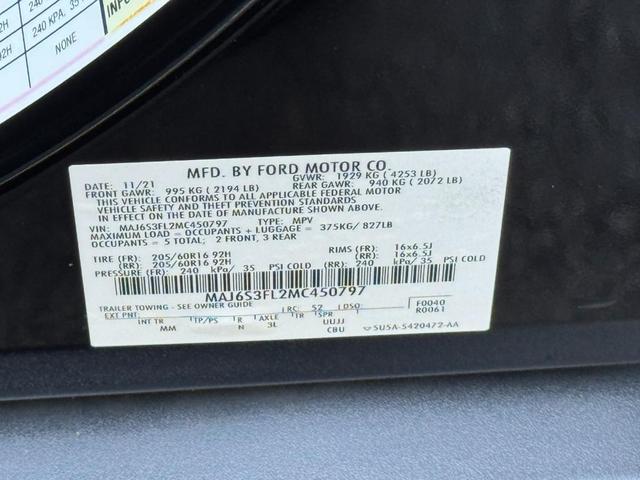 240 KPA, 35
NONE
MFD. BY FORD MOTOR CO.
DATE: 11/21 GVWR: 1929 KG ( 4253 LB)
FRONT GAWR: 995 KG ( 2194 LB) REAR GAWR: 940 KG ( 2072 LB)
THIS VEHICLE CONFORMS TO ALL APPLICABLE FEDERAL MOTOR
VEHICLE SAFETY AND THEFT PREVENTION STANDARDS
IN EFFECT ON THE DATE OF MANUFACTURE SHOWN ABOVE.
VIN: MAJ6S3FL2MC450797 TYPE: MPV
MAXIMUM LOAD = OCCUPANTS + LUGGAGE = 375KG/ 827LB
OCCUPANTS = 5 TOTAL; 2 FRONT, 3 REAR
TIRE (FR): 205/60R16 92H RIMS (FR): 16x6.5J
(RR): 205/60R16 92H (RR): 16x6.5J
PRESSURE (FR): 240 kPa/ 35 PSI COLD (RR): 240 kPa/ 35 PSI COLD
MAJ6S3FL2MC450797
TRAILER TOWING - SEE OWNER GUIDE
EXT PNT: RC: 52 DSO: F0040
INT TR TP/PS R AXLE TR SPR R0061
MM N 3L UUJJ
CBU SU5A-5420472-AA